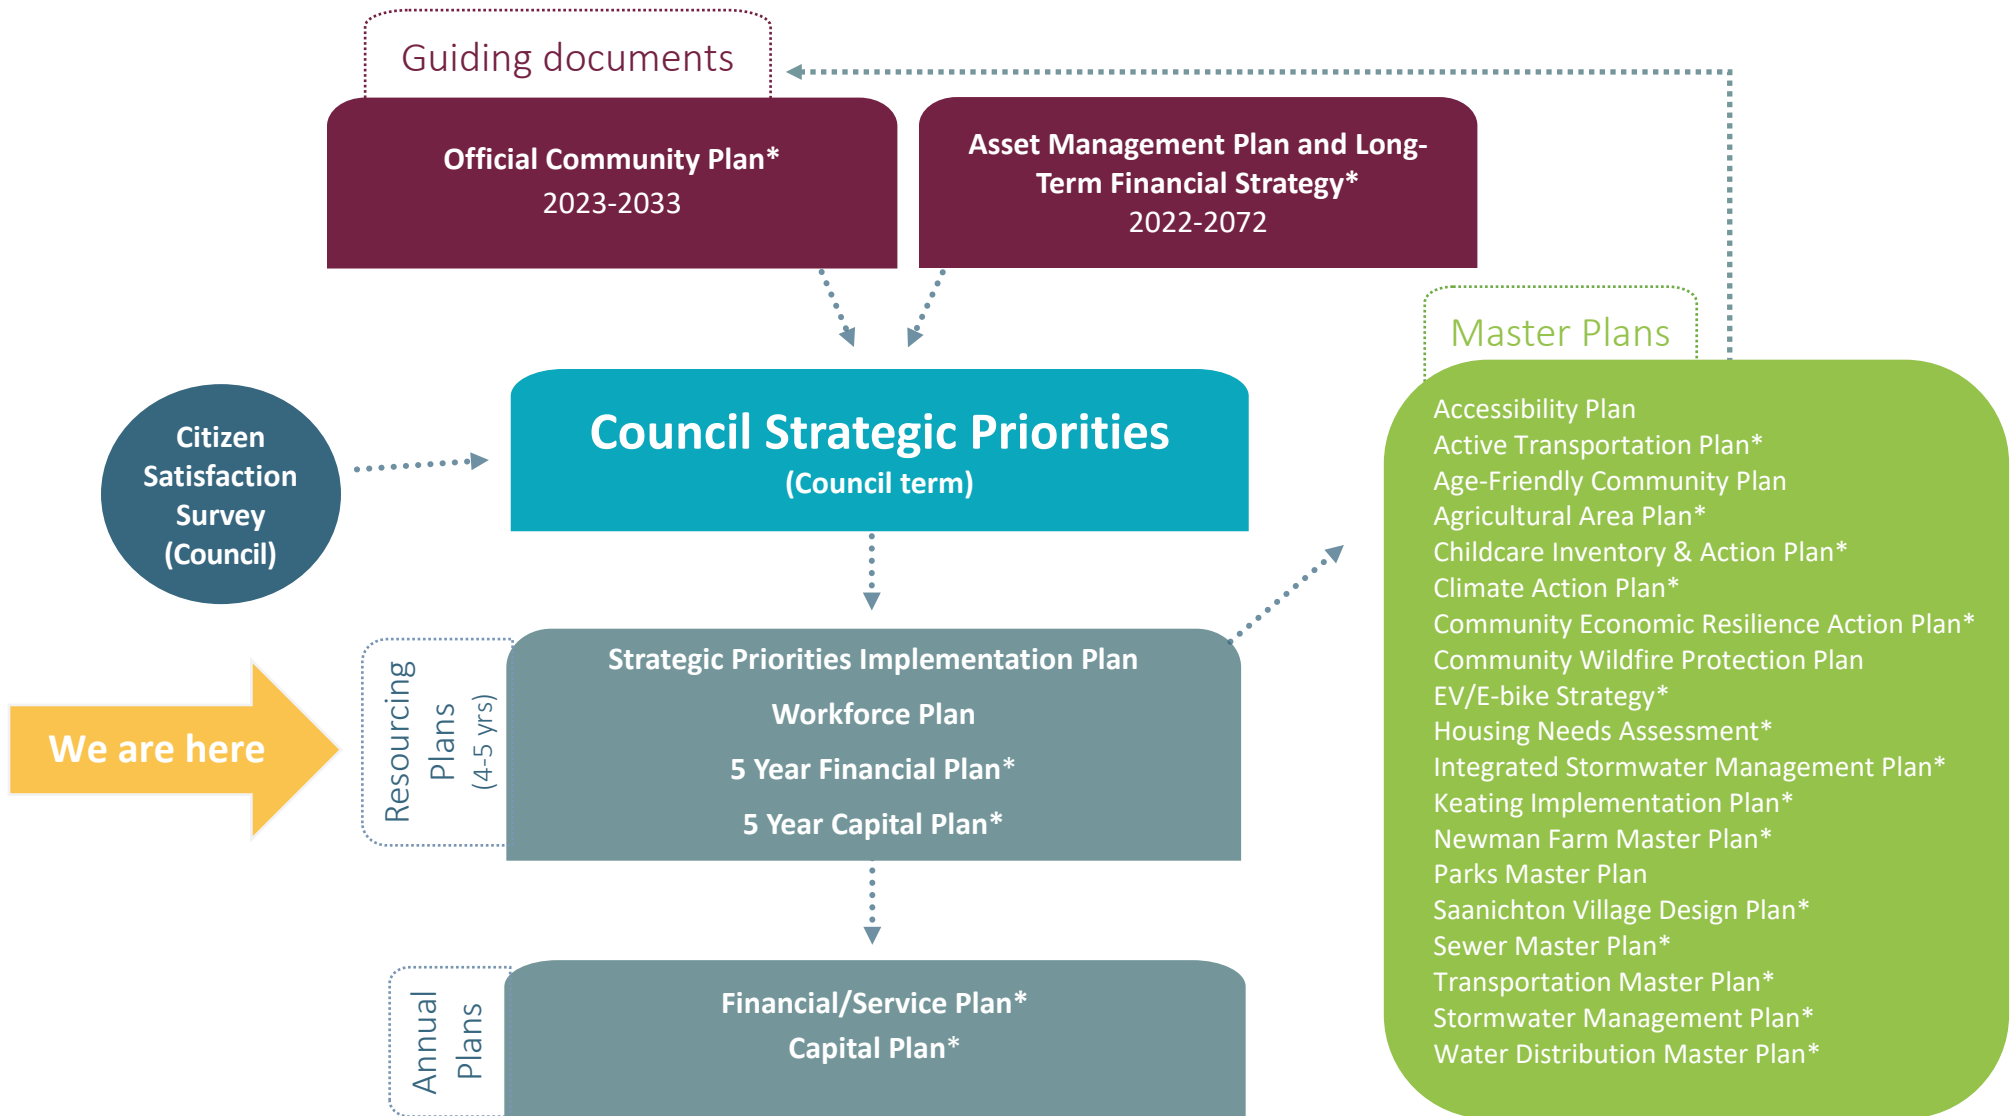 Guiding documents
Official Community Plan*
2023-2033
Asset Management Plan and Long-
Term Financial Strategy*
2022-2072
Citizen
Satisfaction
Survey
(Council)
Council Strategic Priorities
(Council term)
We are here
Resourcing
Plans
(4-5 yrs)
Strategic Priorities Implementation Plan
Workforce Plan
5 Year Financial Plan*
5 Year Capital Plan*
Annual
Plans
Financial/Service Plan*
Capital Plan*
Master Plans
Accessibility Plan
Active Transportation Plan*
Age-Friendly Community Plan
Agricultural Area Plan*
Childcare Inventory & Action Plan*
Climate Action Plan*
Community Economic Resilience Action Plan*
Community Wildfire Protection Plan
EV/E-bike Strategy*
Housing Needs Assessment*
Integrated Stormwater Management Plan*
Keating Implementation Plan*
Newman Farm Master Plan*
Parks Master Plan
Saanichton Village Design Plan*
Sewer Master Plan*
Transportation Master Plan*
Stormwater Management Plan*
Water Distribution Master Plan*